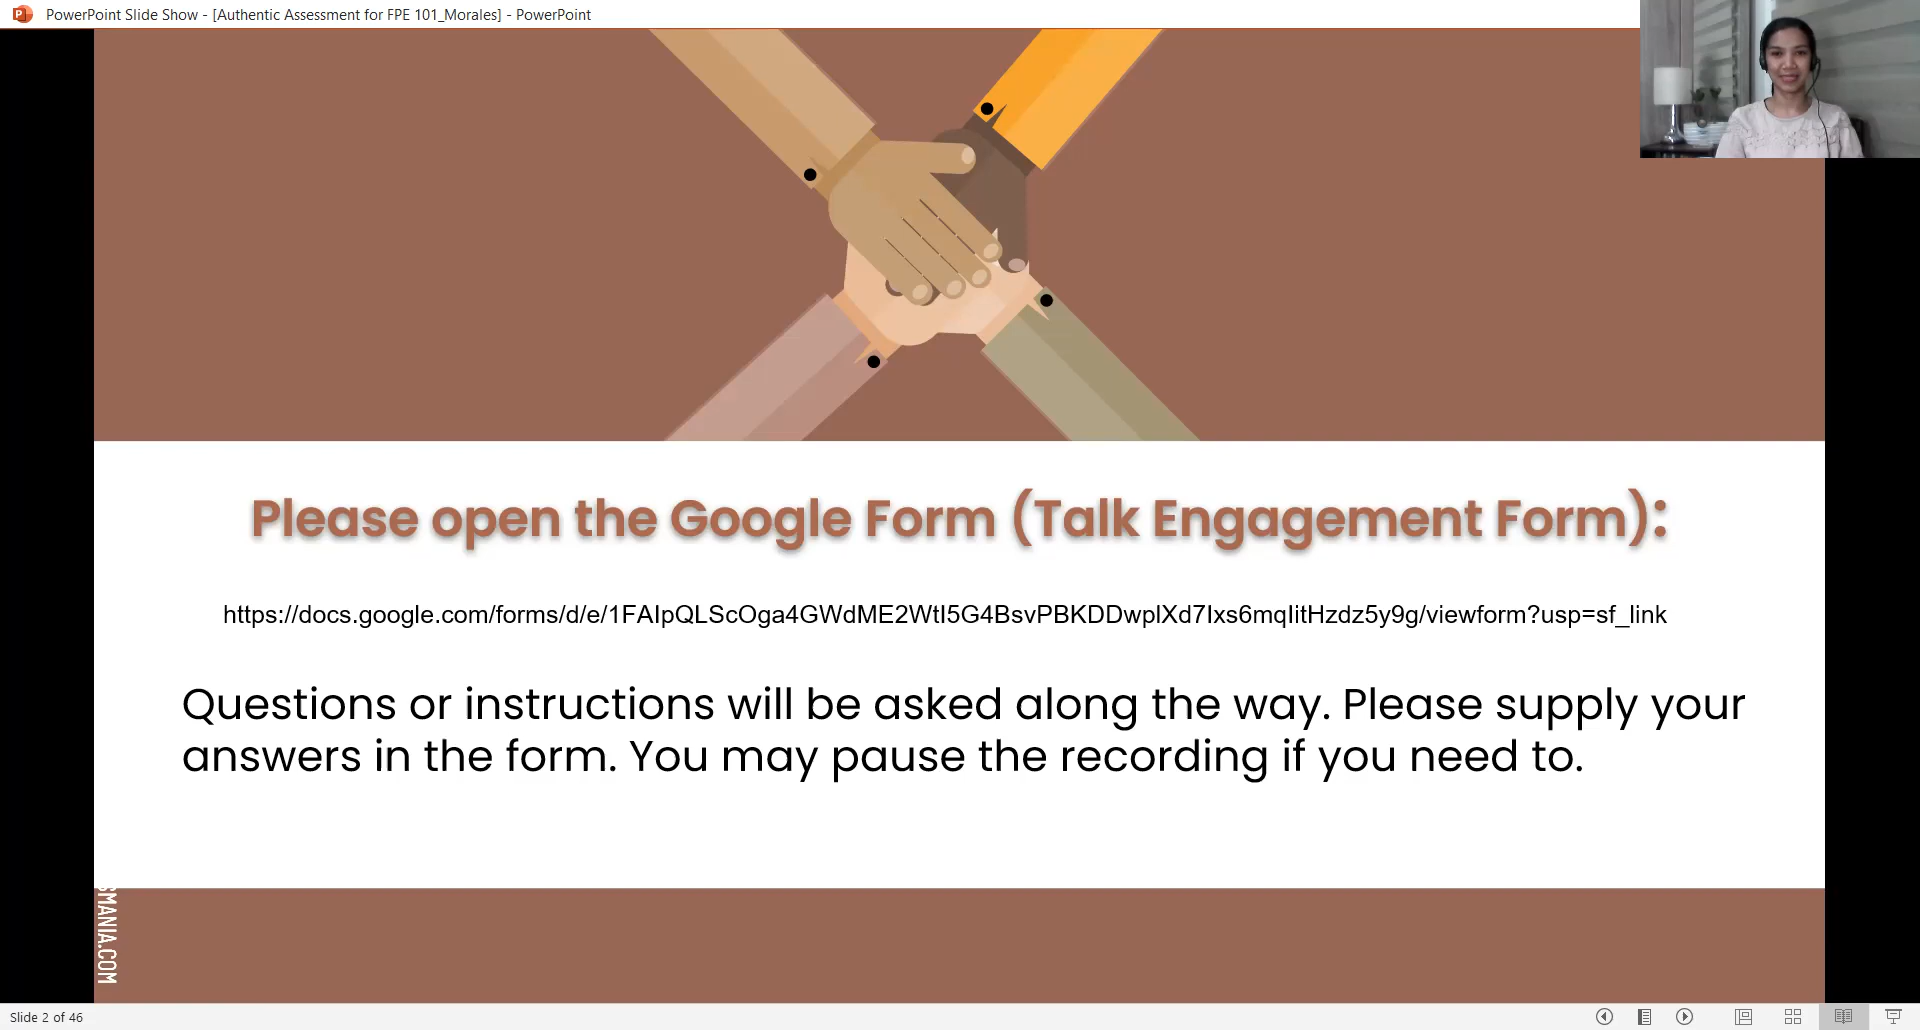 PowerPoint Slide Show - [Authentic Assessment for FPE 101_Morales] - PowerPoint
Please open the Google Form (Talk Engagement Form):
https://docs.google.com/forms/d/e/1FAIpQLScOga4GWdME2WtI5G4BsvPBKDDwplXd7Ixs6mqIitHzdz5y9g/viewform?usp=sf_link
Questions or instructions will be asked along the way. Please supply your
answers in the form. You may pause the recording if you need to.
SMANIA.COM
Slide 2 of 46